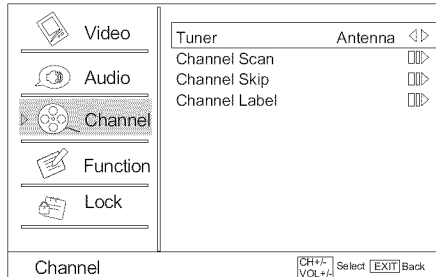 Video
Audio
Channel
Function
Lock
Tuner Antenna
Channel Scan
Channel Skip
Channel Label
Channel
CH+/- VOL+/- Select EXIT Back